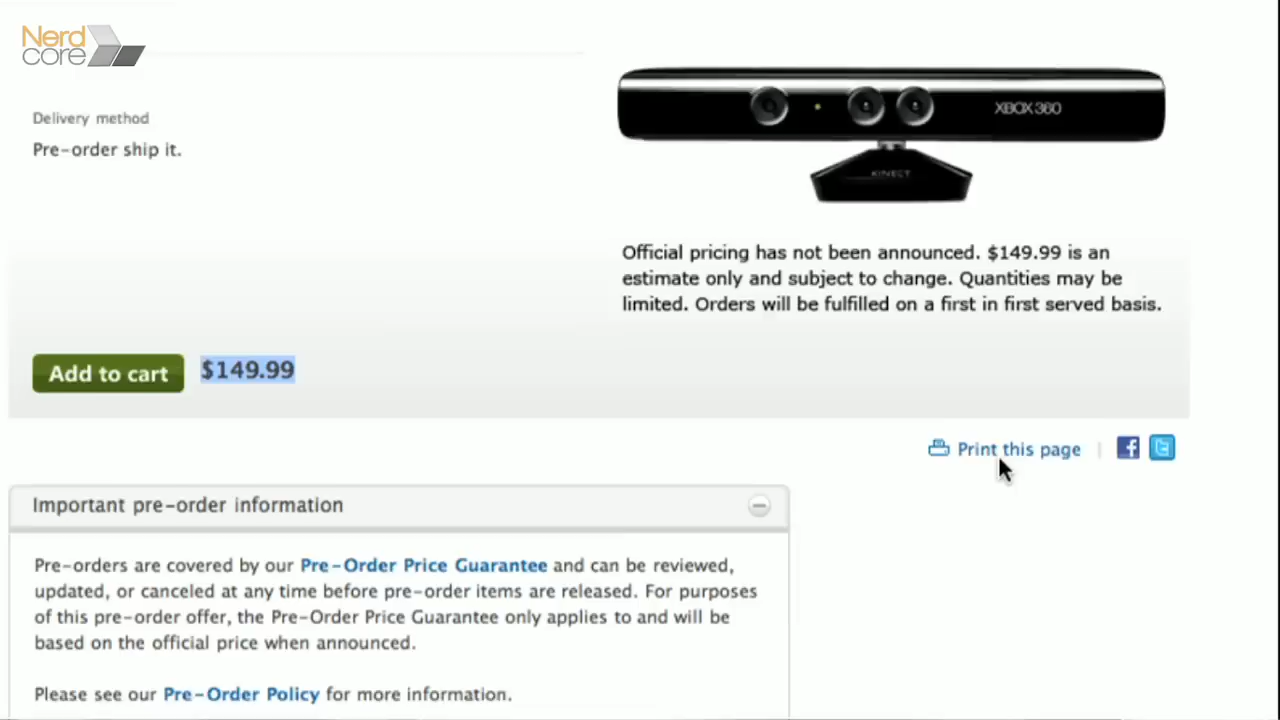 Nerd
core
Delivery method
Pre-order ship it.
XBOX 360
KINECT
Official pricing has not been announced. $149.99 is an
estimate only and subject to change. Quantities may be
limited. Orders will be fulfilled on a first in first served basis.
Add to cart $149.99
Print this page
Important pre-order information
Pre-orders are covered by our Pre-Order Price Guarantee and can be reviewed,
updated, or canceled at any time before pre-order items are released. For purposes
of this pre-order offer, the Pre-Order Price Guarantee only applies to and will be
based on the official price when announced.
Please see our Pre-Order Policy for more information.